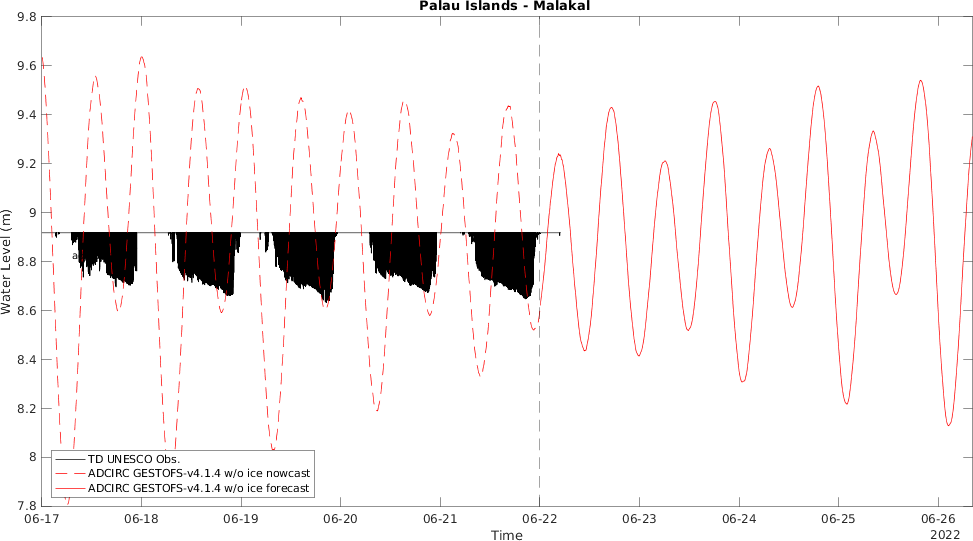 Palau Islands - Malakal
9.8
9.6
9.4
9.2
9
8.8
8.6
8.4
8.2
8
7.8
Water Level (m)
a
TD UNESCO Obs.
ADCIRC GESTOFS-v4.1.4 w/o ice nowcast
ADCIRC GESTOFS-v4.1.4 w/o ice forecast
06-17 06-18 06-19 06-20 06-21 06-22 06-23 06-24 06-25 06-26
2022
Time